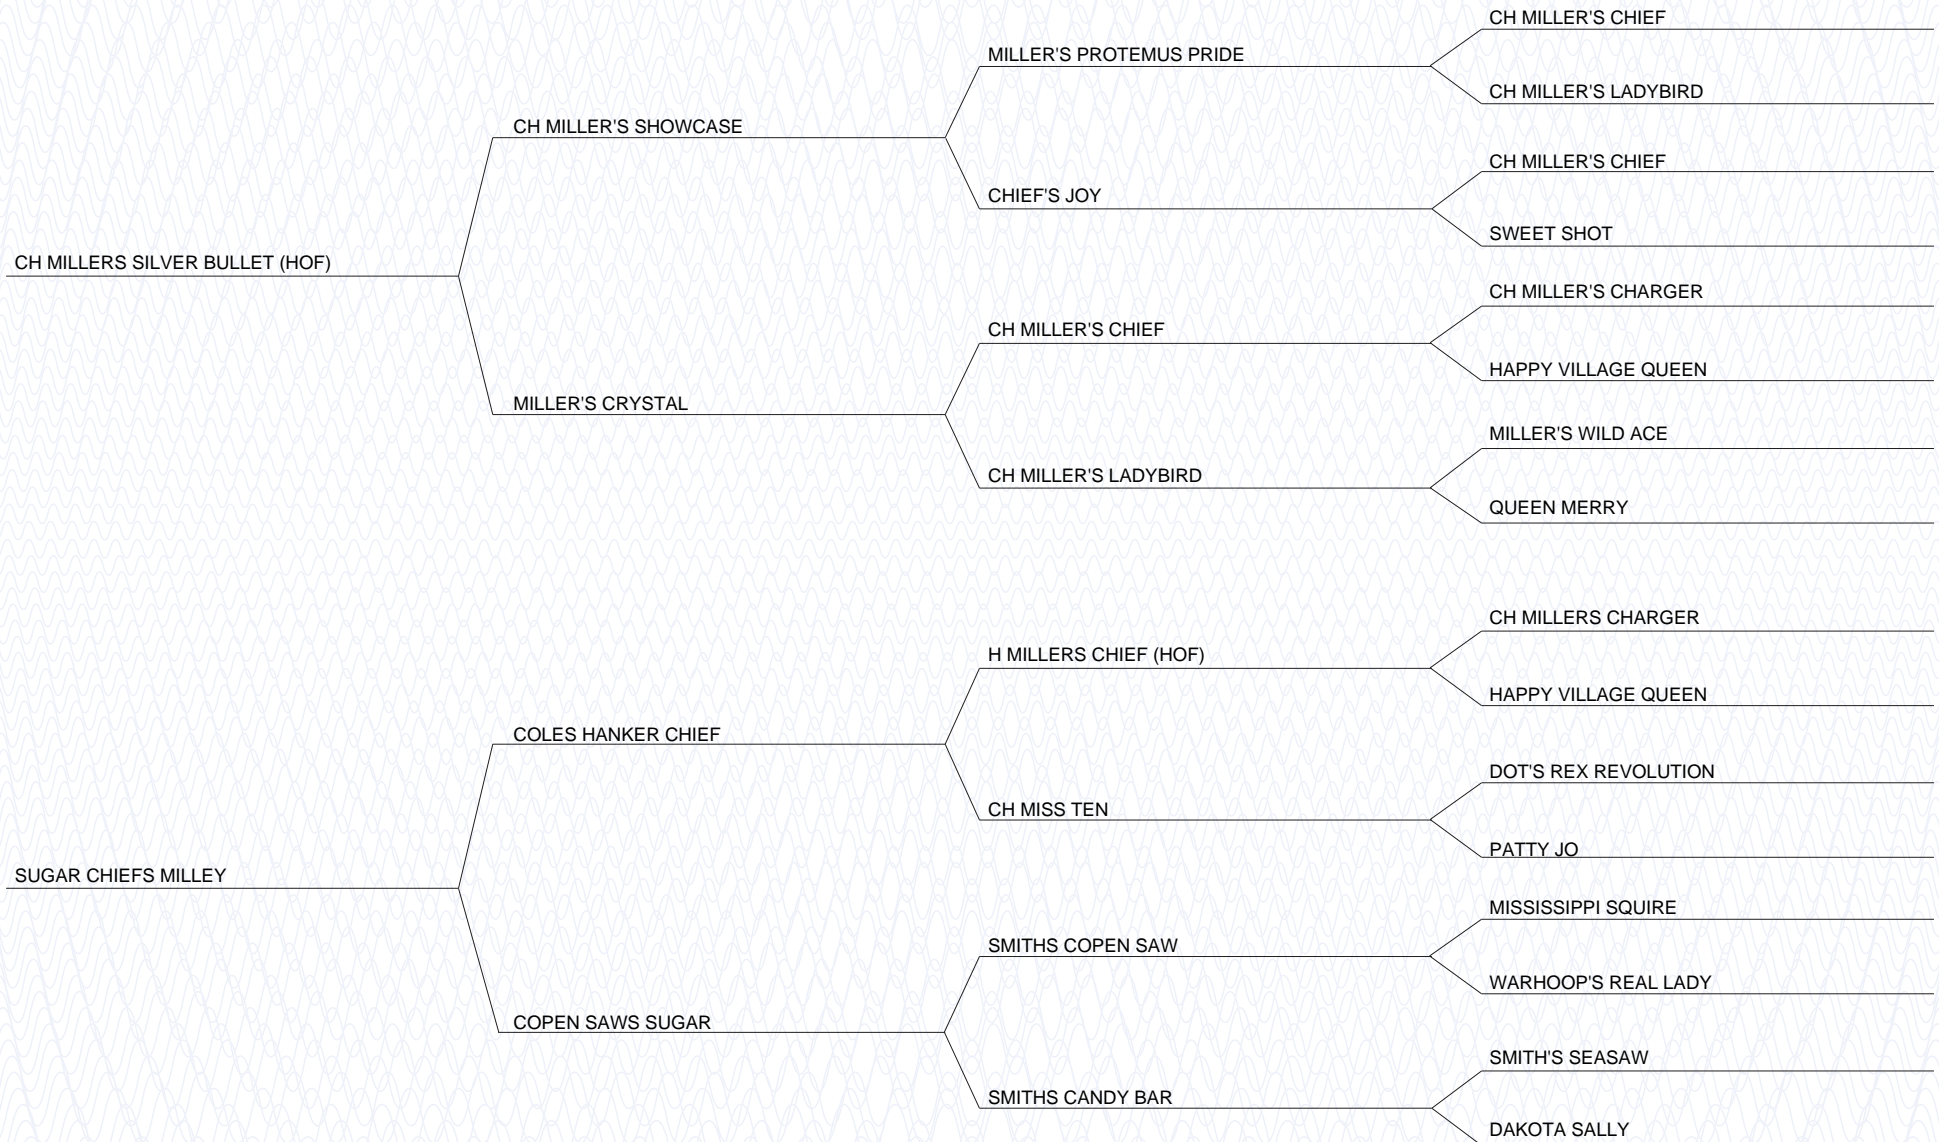 CH MILLER'S CHIEF
MILLER'S PROTEMUS PRIDE
CH MILLER'S LADYBIRD
CH MILLER'S SHOWCASE
CH MILLER'S CHIEF
CHIEF'S JOY
SWEET SHOT
CH MILLERS SILVER BULLET (HOF)
CH MILLER'S CHARGER
CH MILLER'S CHIEF
HAPPY VILLAGE QUEEN
MILLER'S CRYSTAL
MILLER'S WILD ACE
CH MILLER'S LADYBIRD
QUEEN MERRY
CH MILLERS CHARGER
H MILLERS CHIEF (HOF)
HAPPY VILLAGE QUEEN
COLES HANKER CHIEF
DOT'S REX REVOLUTION
CH MISS TEN
PATTY JO
SUGAR CHIEFS MILLEY
MISSISSIPPI SQUIRE
SMITHS COPEN SAW
WARHOOP'S REAL LADY
COPEN SAWS SUGAR
SMITH'S SEASAW
SMITHS CANDY BAR
DAKOTA SALLY